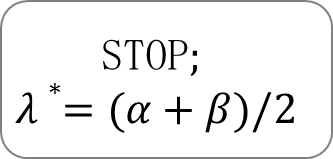 STOP;
λ* = (α + β)/2